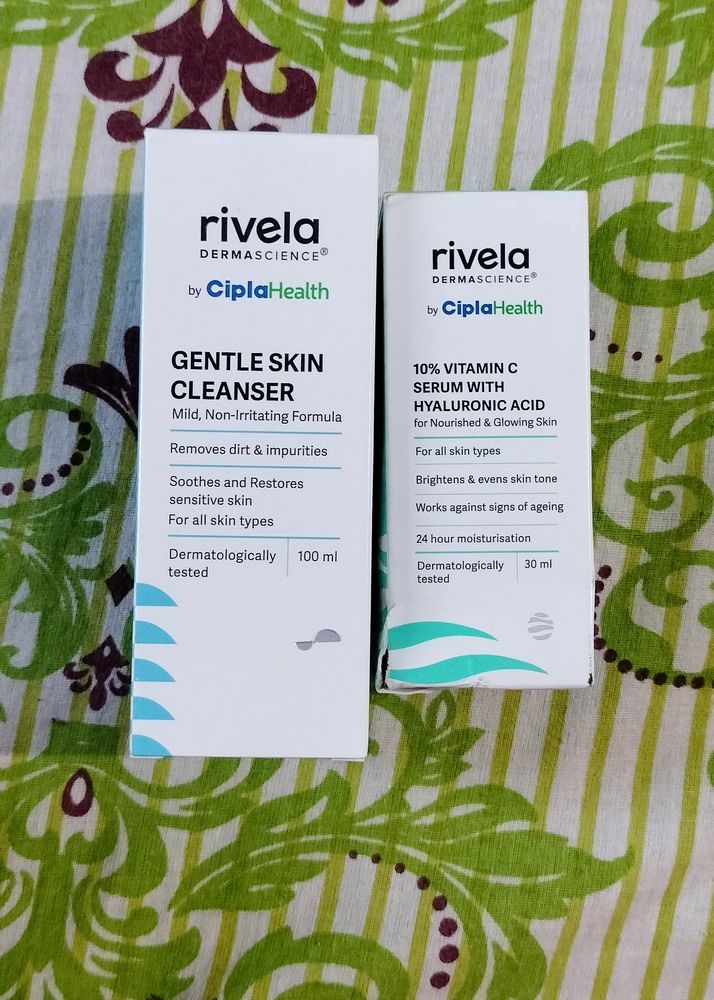 rivela
DERMASCIENCE®
by CiplaHealth
GENTLE SKIN
CLEANSER
Mild, Non-Irritating Formula
Removes dirt & impurities
Soothes and Restores
sensitive skin
For all skin types
Dermatologically
tested
100 ml
rivela
DERMASCIENCE®
by CiplaHealth
10% VITAMIN C
SERUM WITH
HYALURONIC ACID
for Nourished & Glowing Skin
For all skin types
Brightens & evens skin tone
Works against signs of ageing
24 hour moisturisation
Dermatologically
tested
30 ml